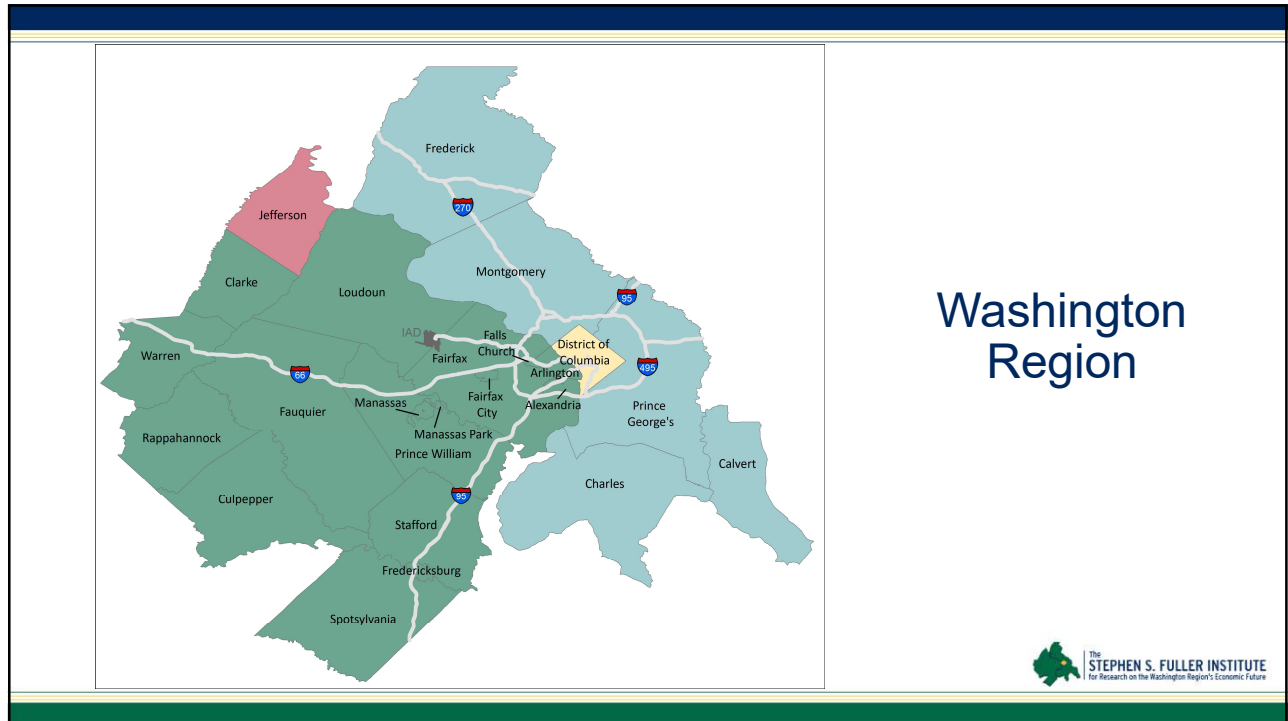 Frederick
270
Jefferson
Montgomery
Clarke
Loudoun
95
IAD
Falls
Church
District of
Columbia
Warren
Fairfax
Arlington
495
66
Manassas
Fairfax
City
Alexandria
Fauquier
Prince
George's
Manassas Park
Rappahannock
Prince William
Calvert
Charles
Culpepper
95
Stafford
Fredericksburg
Spotsylvania
Washington
Region
The
STEPHEN S. FULLER INSTITUTE
for Research on the Washington Region's Economic Future